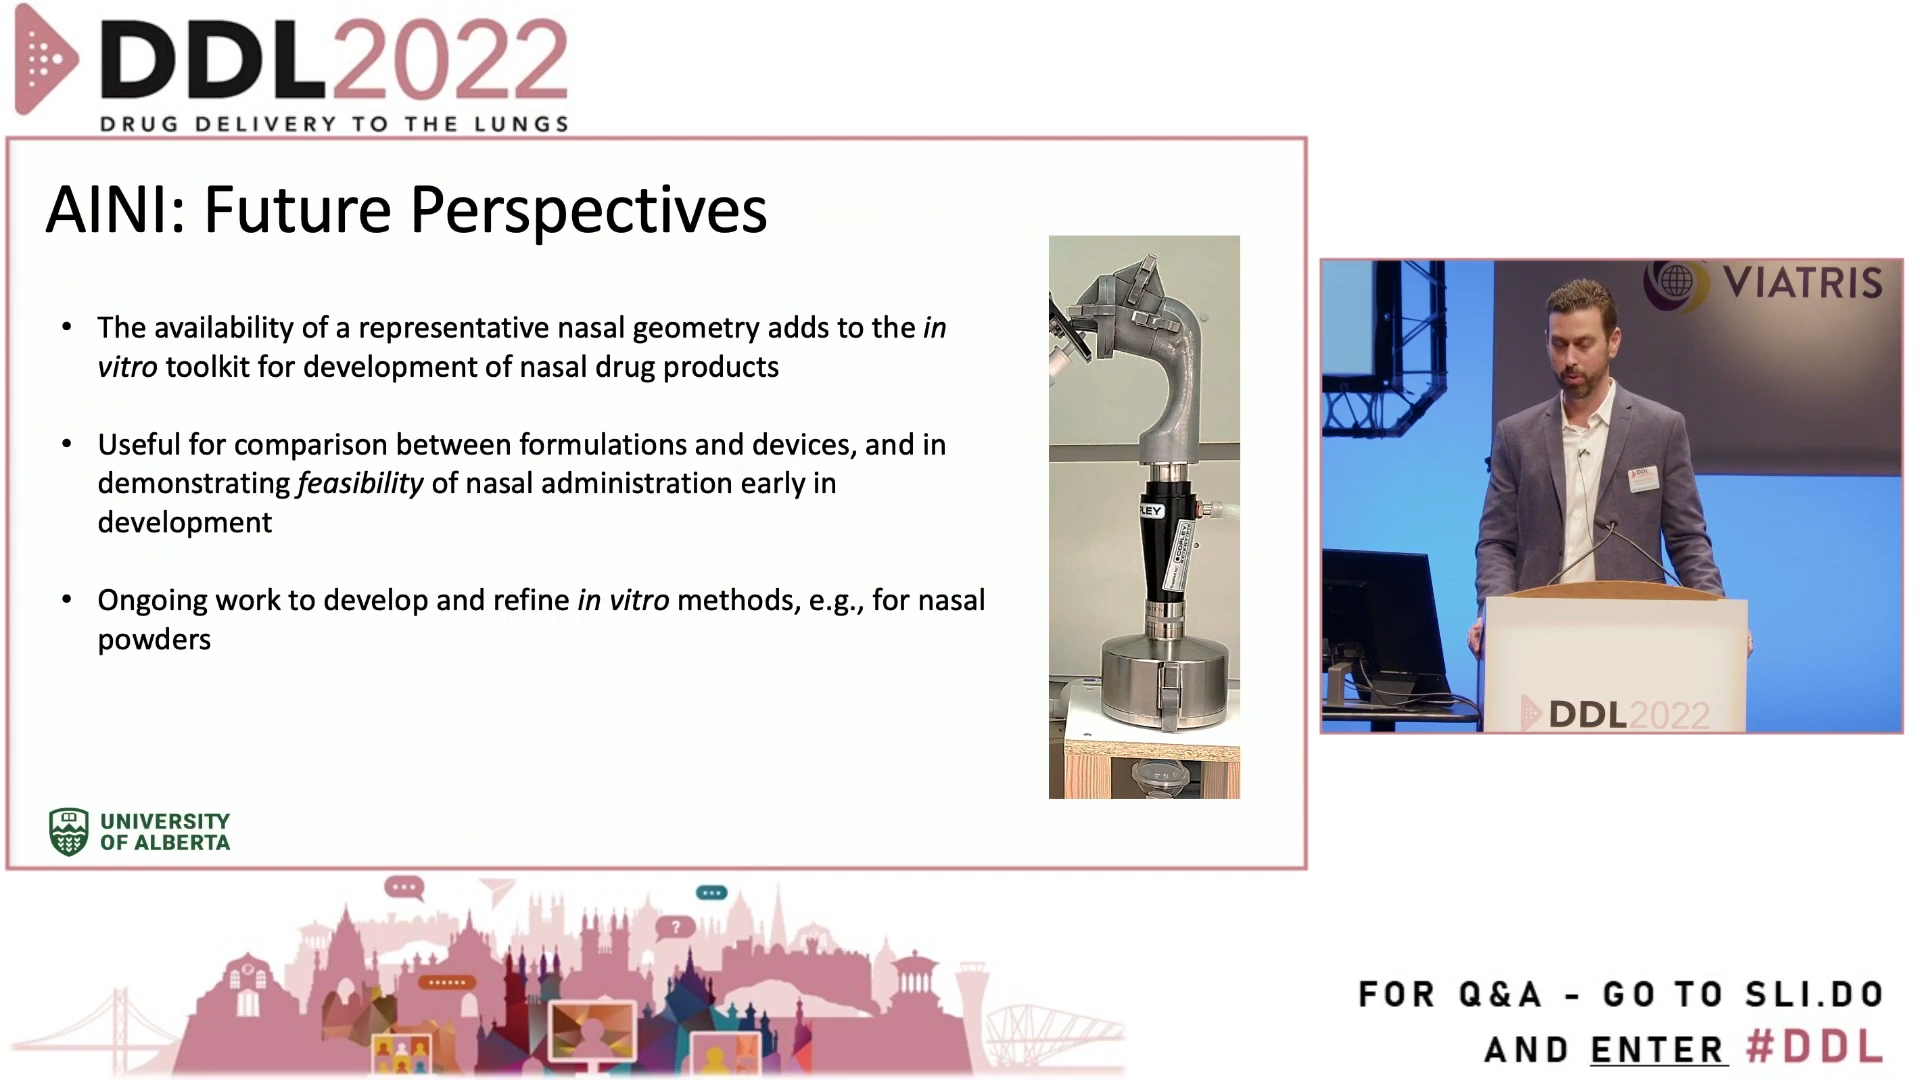 DDL2022
DRUG DELIVERY TO THE LUNGS
AINI: Future Perspectives
• The availability of a representative nasal geometry adds to the in
vitro toolkit for development of nasal drug products
• Useful for comparison between formulations and devices, and in
demonstrating feasibility of nasal administration early in
development
• Ongoing work to develop and refine in vitro methods, e.g., for nasal
powders
UNIVERSITY
OF ALBERTA
PLEY
COPLEY
VIATRIS
DDL2022
?
FOR Q&A - GO TO SLI.DO
AND ENTER #DDL